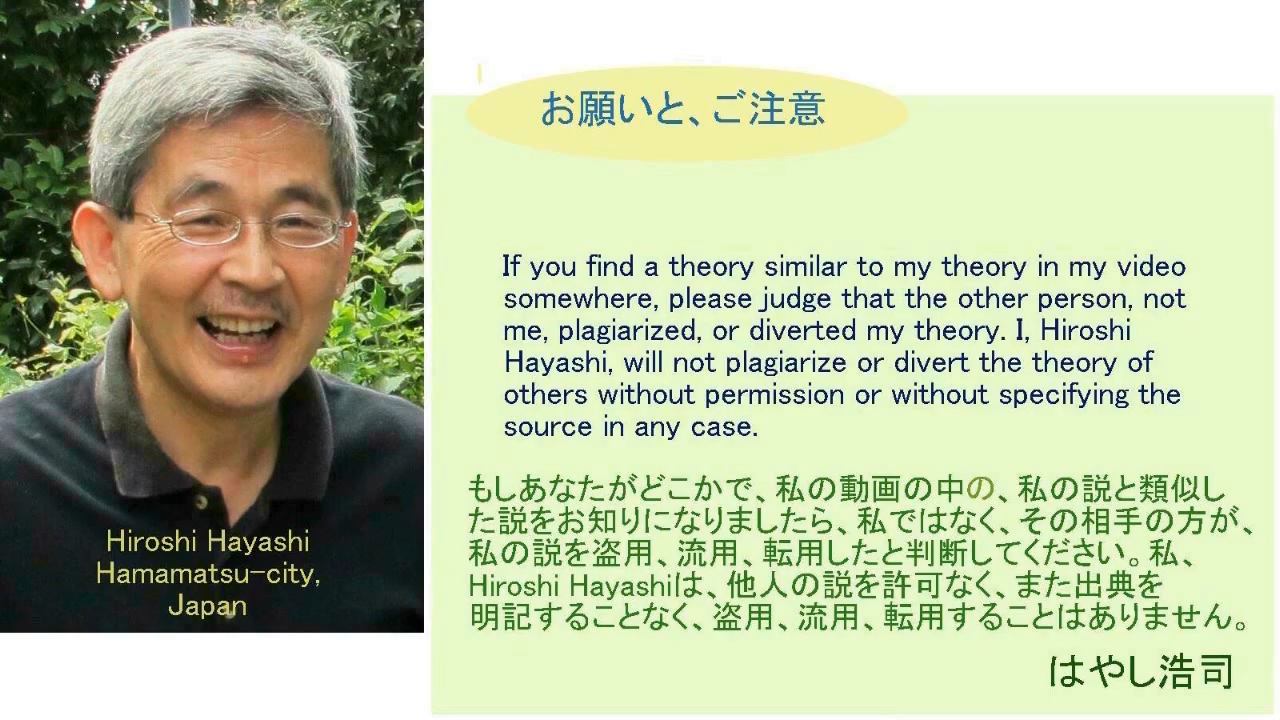 お願いと、ご注意
If you find a theory similar to my theory in my video
somewhere, please judge that the other person, not
me, plagiarized, or diverted my theory. I, Hiroshi
Hayashi, will not plagiarize or divert the theory of
others without permission or without specifying the
source in any case.
もしあなたがどこかで、私の動画の中の、私の説と類似し
た説をお知りになりましたら、私ではなく、その相手の方が、
私の説を盗用、流用、転用したと判断してください。私、
Hiroshi Hayashiは、他人の説を許可なく、また出典を
明記することなく、盗用、流用、転用することはありません。
はやし浩司
Hiroshi Hayashi
Hamamatsu-city,
Japan